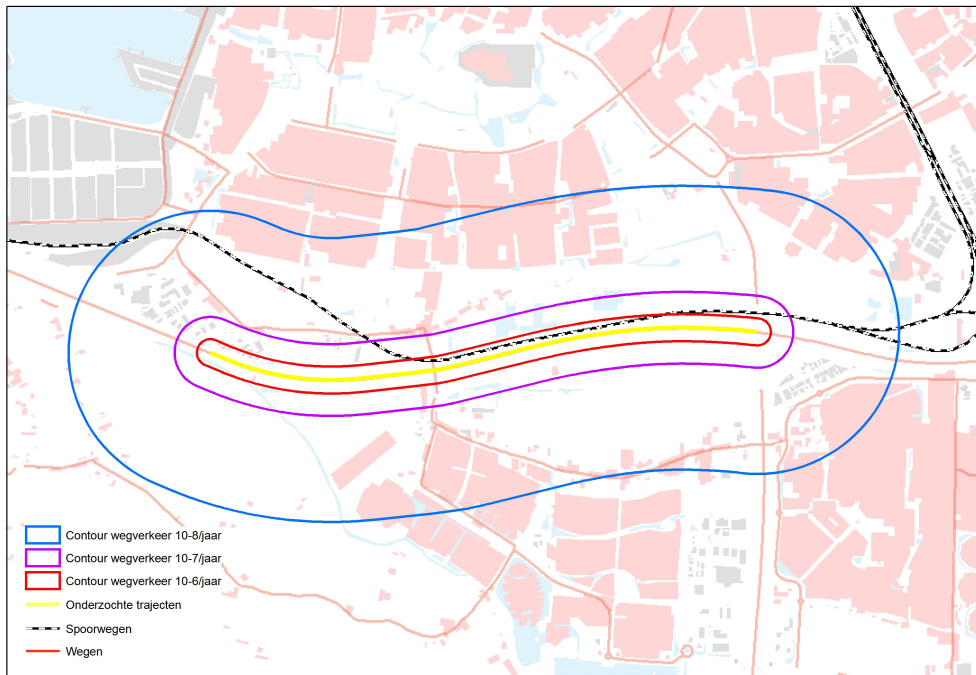 Contour wegverkeer 10-8/jaar
Contour wegverkeer 10-7/jaar
Contour wegverkeer 10-6/jaar
Onderzochte trajecten
Spoorwegen
Wegen